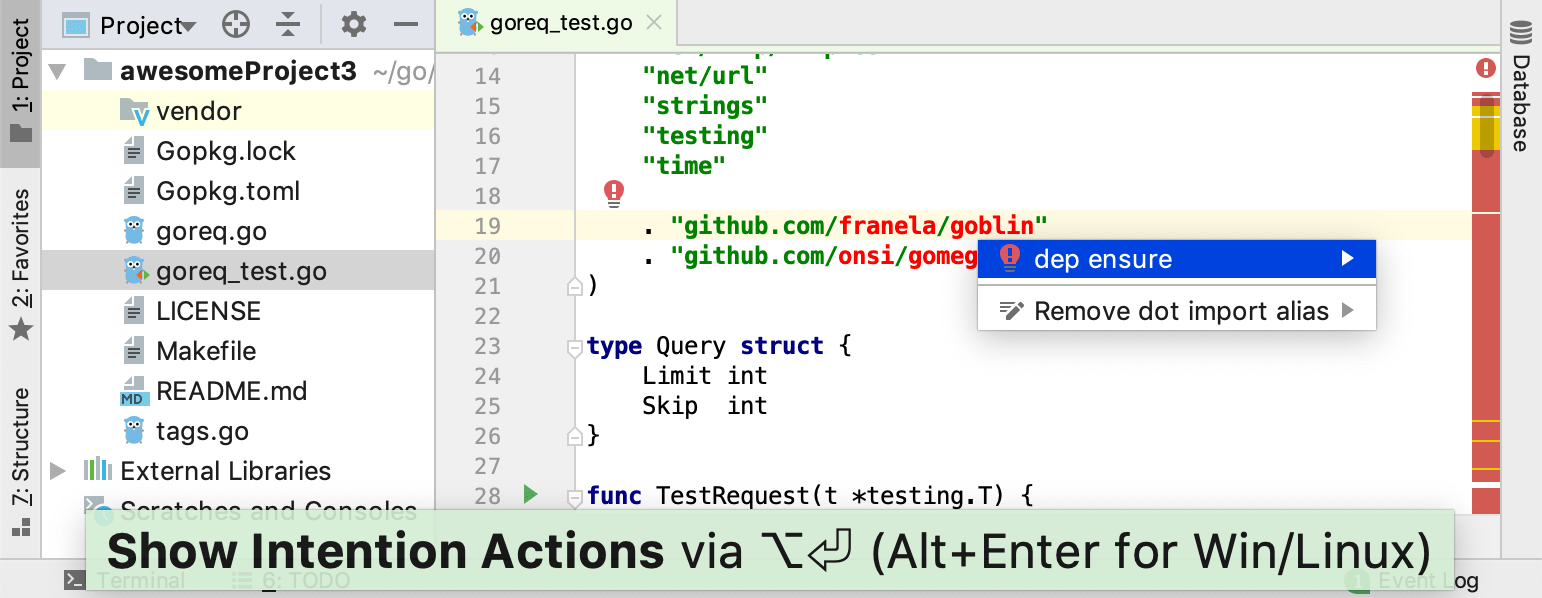 Project
goreq_test.go
1: Project
2: Favorites
7: Structure
awesomeProject3 ~/go/
vendor
Gopkg.lock
Gopkg.toml
goreq.go
goreq_test.go
LICENSE
Makefile
README.md
tags.go
External Libraries
Scratches and Consoles
14 "net/url"
15 "strings"
16 "testing"
17 "time"
18
19 . "github.com/franela/goblin"
20 . "github.com/onsi/gomeg
21 )
22
23 type Query struct {
24 Limit int
25 Skip int
26 }
27
28 func TestRequest(t *testing.T) {
dep ensure
Remove dot import alias
Database
Show Intention Actions via ⌥⏎ (Alt+Enter for Win/Linux)
Terminal
6: TODO
1 Event Log